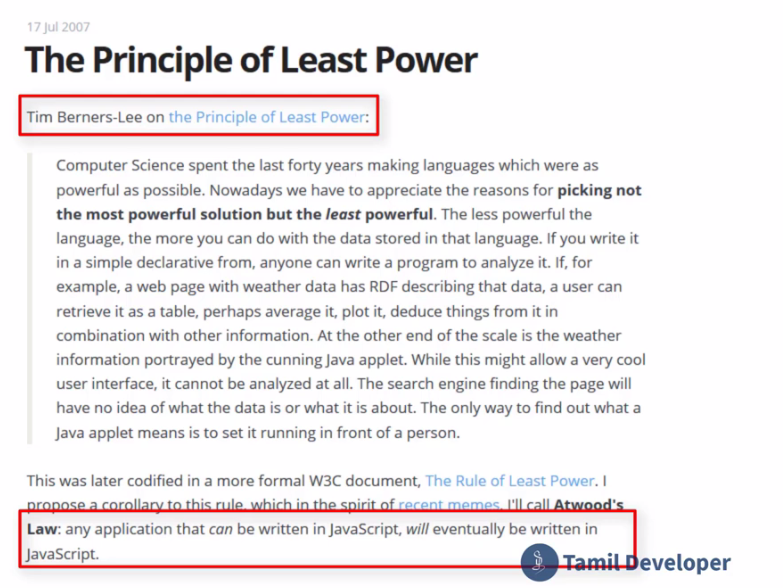 17 Jul 2007
The Principle of Least Power
Tim Berners-Lee on the Principle of Least Power:
Computer Science spent the last forty years making languages which were as
powerful as possible. Nowadays we have to appreciate the reasons for picking not
the most powerful solution but the least powerful. The less powerful the
language, the more you can do with the data stored in that language. If you write it
in a simple declarative from, anyone can write a program to analyze it. If, for
example, a web page with weather data has RDF describing that data, a user can
retrieve it as a table, perhaps average it, plot it, deduce things from it in
combination with other information. At the other end of the scale is the weather
information portrayed by the cunning Java applet. While this might allow a very cool
user interface, it cannot be analyzed at all. The search engine finding the page will
have no idea of what the data is or what it is about. The only way to find out what a
Java applet means is to set it running in front of a person.
This was later codified in a more formal W3C document, The Rule of Least Power. I
propose a corollary to this rule, which in the spirit of recent memes, I'll call Atwood's
Law: any application that can be written in JavaScript, will eventually be written in
JavaScript.
Tamil Developer